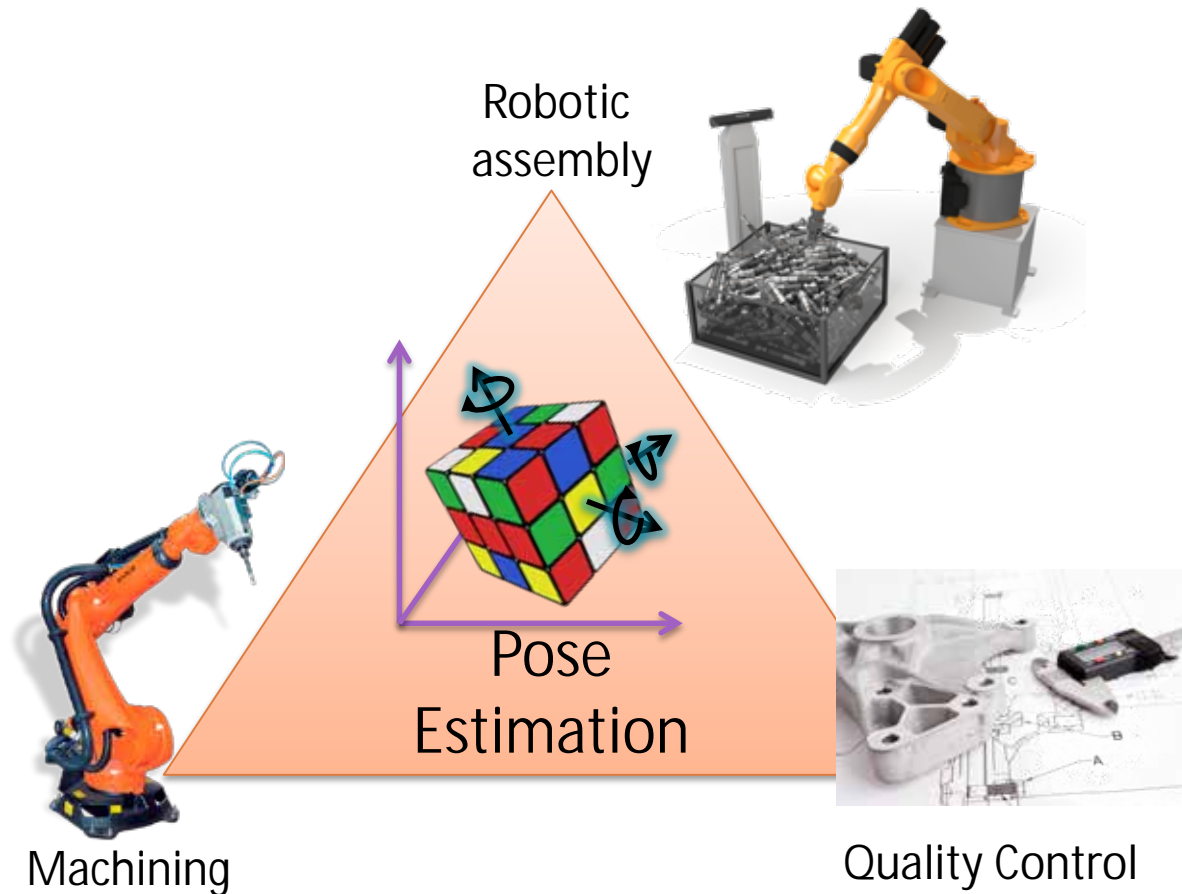 Robotic
assembly
Pose
Estimation
C
B
A
Machining
Quality Control